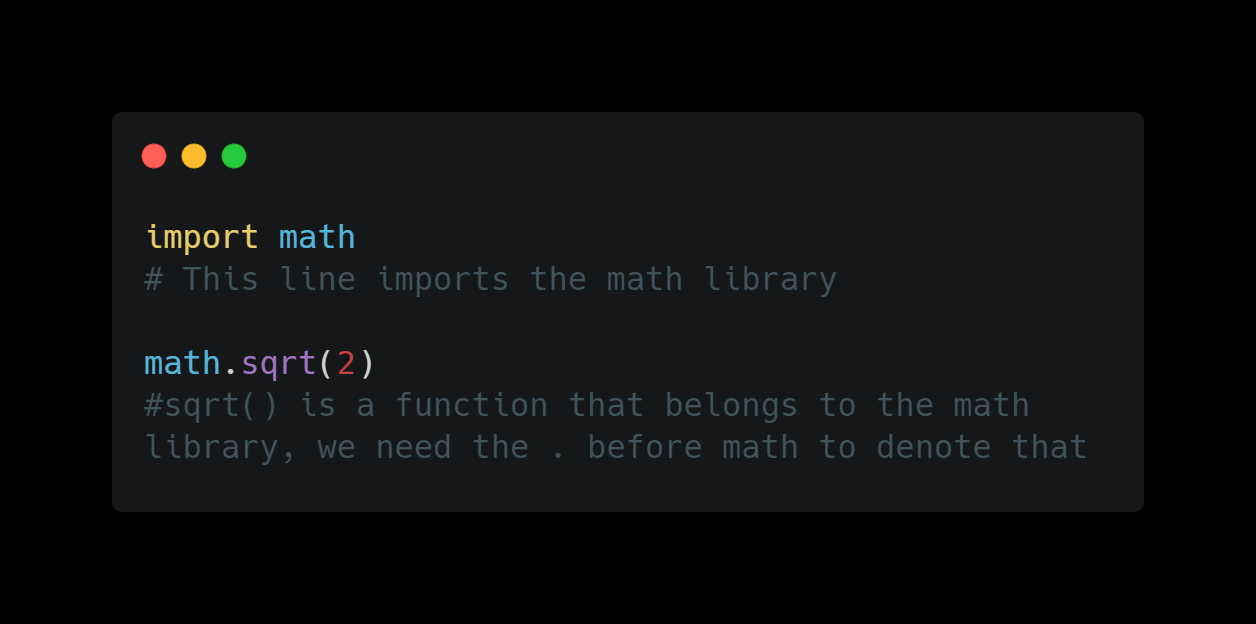 import math
# This line imports the math library
math.sqrt(2)
#sqrt() is a function that belongs to the math
library, we need the . before math to denote that